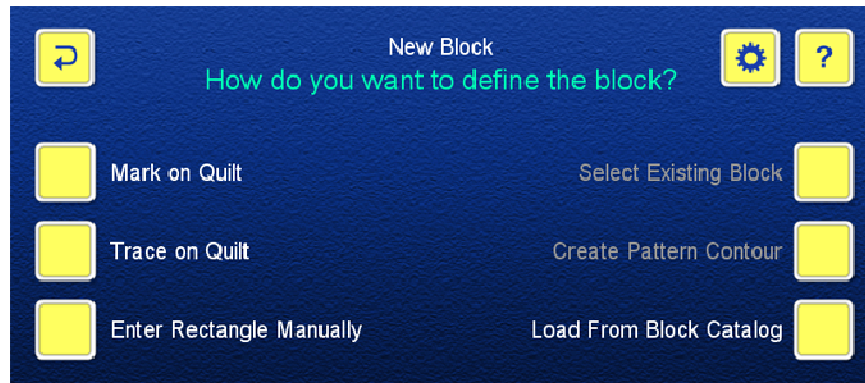 New Block
How do you want to define the block?
?
Mark on Quilt
Select Existing Block
Trace on Quilt
Create Pattern Contour
Enter Rectangle Manually
Load From Block Catalog